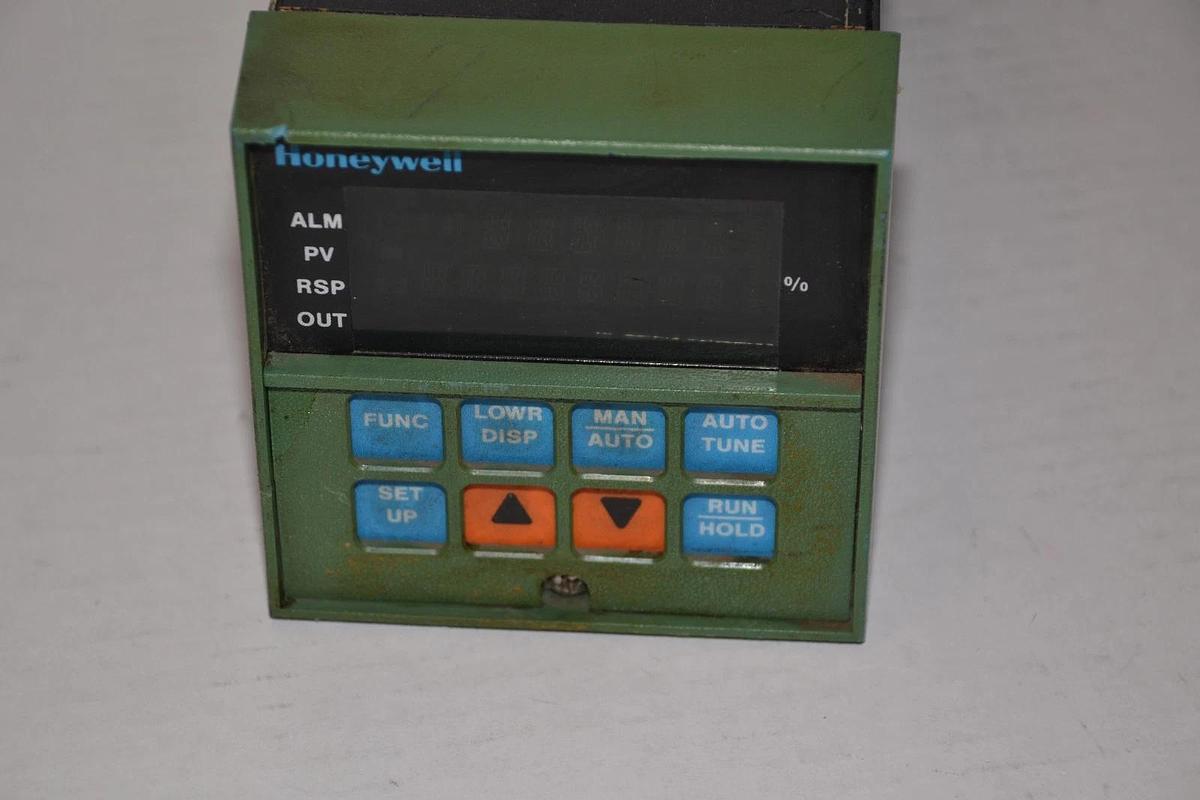 Honeywell
ALM
PV
RSP
%
OUT
FUNC
LOWR
DISP
MAN
AUTO
AUTO
TUNE
SET
UP
RUN
HOLD